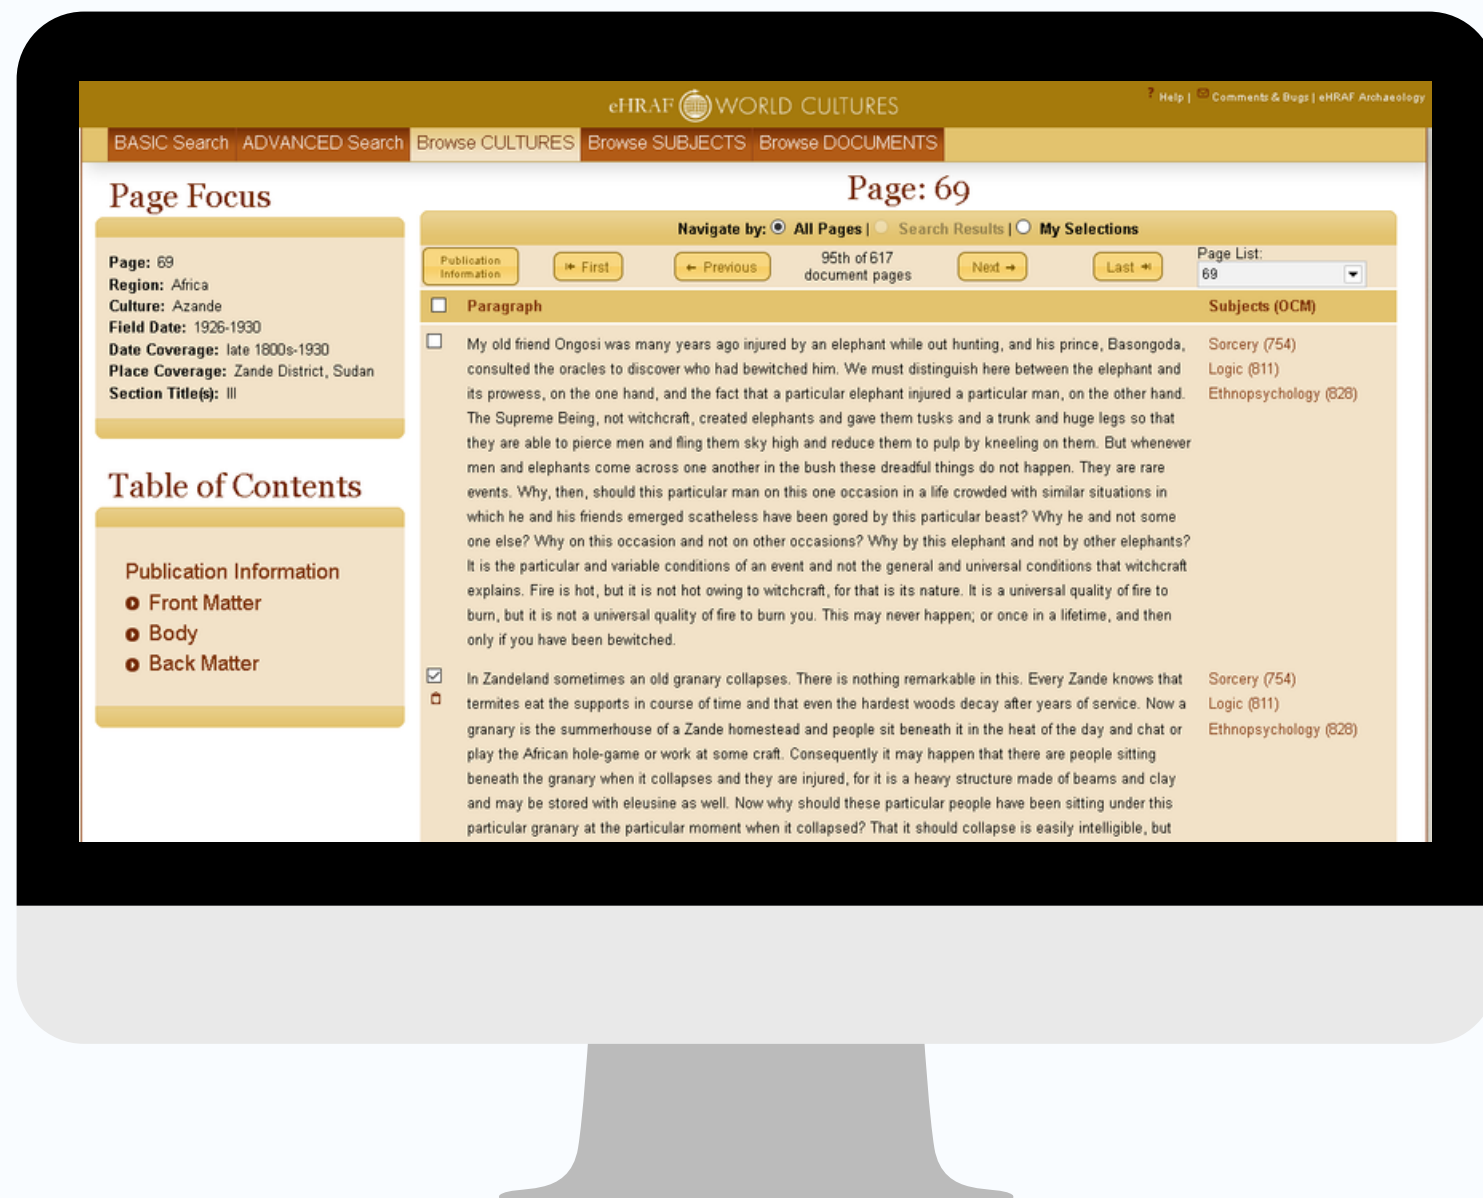 eHRAF WORLD CULTURES
? Help | Comments & Bugs | eHRAF Archaeology
BASIC Search ADVANCED Search Browse CULTURES Browse SUBJECTS Browse DOCUMENTS
Page Focus
Page: 69
Region: Africa
Culture: Azande
Field Date: 1926-1930
Date Coverage: late 1800s-1930
Place Coverage: Zande District, Sudan
Section Title(s): III
Table of Contents
Publication Information
Front Matter
Body
Back Matter
Page: 69
Navigate by: All Pages | Search Results | My Selections
Publication
Information
First
Previous
95th of 617
document pages
Next
Last
Page List:
69
Paragraph
Subjects (OCM)
My old friend Ongosi was many years ago injured by an elephant while out hunting, and his prince, Basongoda,
consulted the oracles to discover who had bewitched him. We must distinguish here between the elephant and
its prowess, on the one hand, and the fact that a particular elephant injured a particular man, on the other hand.
The Supreme Being, not witchcraft, created elephants and gave them tusks and a trunk and huge legs so that
they are able to pierce men and fling them sky high and reduce them to pulp by kneeling on them. But whenever
men and elephants come across one another in the bush these dreadful things do not happen. They are rare
events. Why, then, should this particular man on this one occasion in a life crowded with similar situations in
which he and his friends emerged scatheless have been gored by this particular beast? Why he and not some
one else? Why on this occasion and not on other occasions? Why by this elephant and not by other elephants?
It is the particular and variable conditions of an event and not the general and universal conditions that witchcraft
explains. Fire is hot, but it is not hot owing to witchcraft, for that is its nature. It is a universal quality of fire to
burn, but it is not a universal quality of fire to burn you. This may never happen; or once in a lifetime, and then
only if you have been bewitched.
Sorcery (754)
Logic (811)
Ethnopsychology (828)
In Zandeland sometimes an old granary collapses. There is nothing remarkable in this. Every Zande knows that
termites eat the supports in course of time and that even the hardest woods decay after years of service. Now a
granary is the summerhouse of a Zande homestead and people sit beneath it in the heat of the day and chat or
play the African hole-game or work at some craft. Consequently it may happen that there are people sitting
beneath the granary when it collapses and they are injured, for it is a heavy structure made of beams and clay
and may be stored with eleusine as well. Now why should these particular people have been sitting under this
particular granary at the particular moment when it collapsed? That it should collapse is easily intelligible, but
Sorcery (754)
Logic (811)
Ethnopsychology (828)